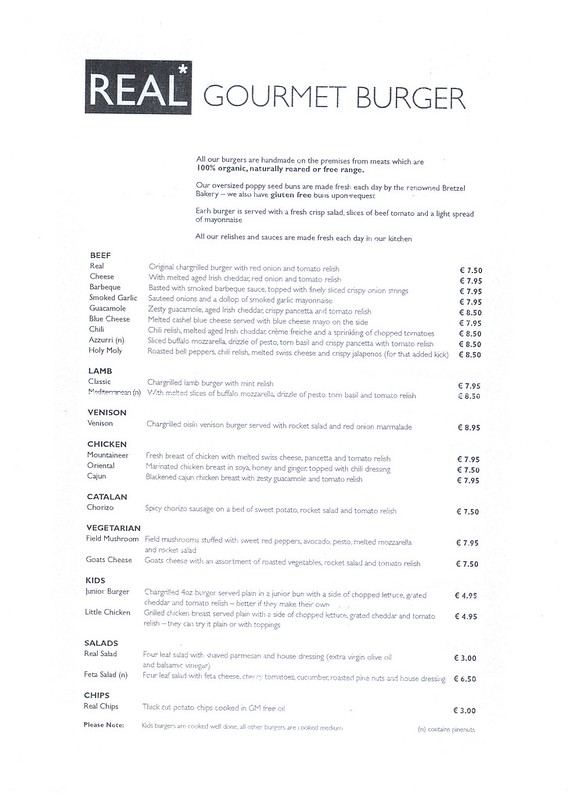 REAL* GOURMET BURGER
All our burgers are handmade on the premises from meats which are
100% organic, naturally reared or free range.
Our oversized poppy seed buns are made fresh each day by the renowned Bretzel
Bakery – we also have gluten free buns upon request
Each burger is served with a fresh crisp salad, slices of beef tomato and a light spread
of mayonnaise
All our relishes and sauces are made fresh each day in our kitchen
BEEF
Real Original chargrilled burger with red onion and tomato relish € 7.50
Cheese With melted aged Irish cheddar, red onion and tomato relish € 7.95
Barbeque Basted with smoked barbeque sauce, topped with finely sliced crispy onion strings € 7.95
Smoked Garlic Sauteed onions and a dollop of smoked garlic mayonnaise € 7.95
Guacamole Zesty guacamole, aged Irish cheddar, crispy pancetta and tomato relish € 8.50
Blue Cheese Melted cashel blue cheese served with blue cheese mayo on the side € 7.95
Chili Chili relish, melted aged Irish cheddar, crème freiche and a sprinkling of chopped tomatoes € 8.50
Azzurri (n) Sliced buffalo mozzarella, drizzle of pesto, torn basil and crispy pancetta with tomato relish € 8.50
Holy Moly Roasted bell peppers, chili relish, melted swiss cheese and crispy jalapenos (for that added kick) € 8.50
LAMB
Classic Chargrilled lamb burger with mint relish € 7.95
Mediterranean (n) With melted slices of buffalo mozzarella, drizzle of pesto, torn basil and tomato relish € 8.50
VENISON
Venison Chargrilled oisín venison burger served with rocket salad and red onion marmalade € 8.95
CHICKEN
Mountaineer Fresh breast of chicken with melted swiss cheese, pancetta and tomato relish € 7.95
Oriental Marinated chicken breast in soya, honey and ginger, topped with chili dressing € 7.50
Cajun Blackened cajun chicken breast with zesty guacamole and tomato relish € 7.95
CATALAN
Chorizo Spicy chorizo sausage on a bed of sweet potato, rocket salad and tomato relish € 7.50
VEGETARIAN
Field Mushroom Field mushrooms stuffed with sweet red peppers, avocado, pesto, melted mozzarella € 7.95
and rocket salad
Goats Cheese Goats cheese with an assortment of roasted vegetables, rocket salad and tomato relish € 7.50
KIDS
Junior Burger Chargrilled 4oz burger served plain in a junior bun with a side of chopped lettuce, grated € 4.95
cheddar and tomato relish – better if they make their own
Little Chicken Grilled chicken breast served plain with a side of chopped lettuce, grated cheddar and tomato € 4.95
relish – they can try it plain or with toppings
SALADS
Real Salad Four leaf salad with shaved parmesan and house dressing (extra virgin olive oil € 3.00
and balsamic vinegar)
Feta Salad (n) Four leaf salad with feta cheese, cherry tomatoes, cucumber, roasted pine nuts and house dressing € 6.50
CHIPS
Real Chips Thick cut potato chips cooked in GM free oil € 3.00
Please Note: Kids burgers are cooked well done, all other burgers are cooked medium (n) contains pinenuts